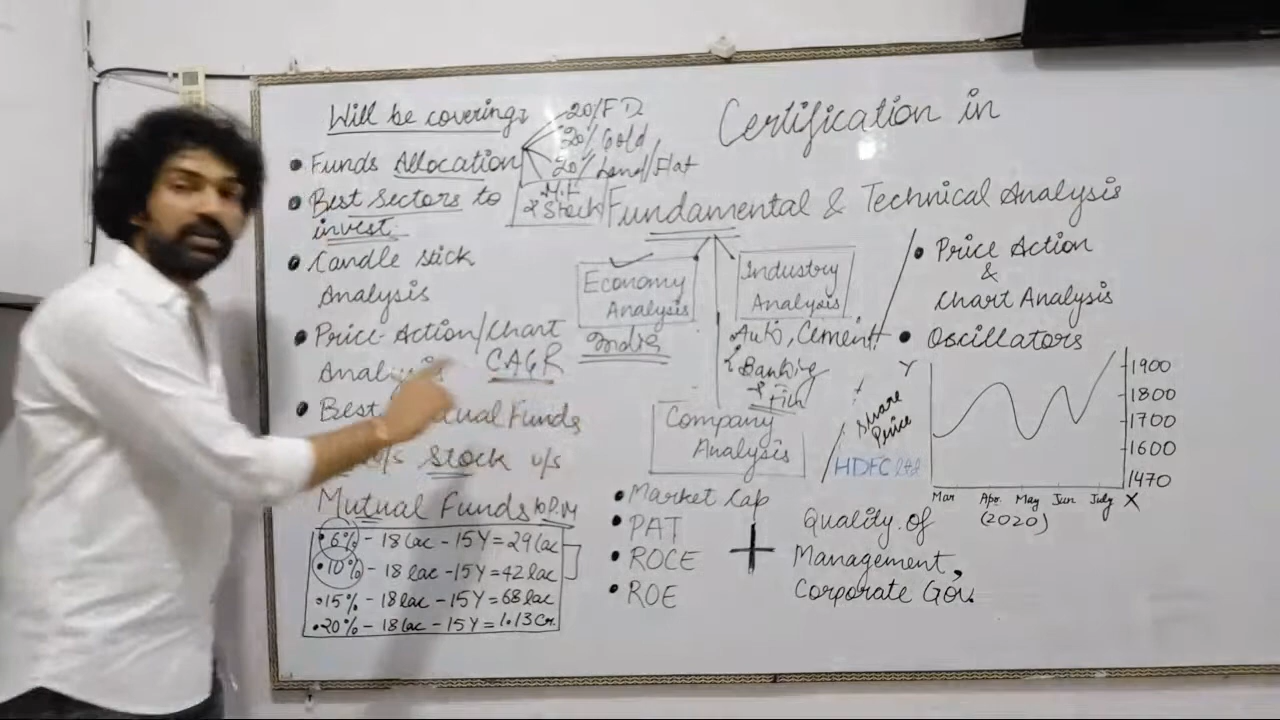 Certification in
Fundamental & Technical Analysis
Will be covering:
• Funds Allocation
20/FD
20% Gold
20% Land/Flat
M.F
& Stock
• Best Sectors to
invest
• Candle stick
Analysis
• Price Action/Chart
Analysis CAGR
• Best Mutual Funds
Stock v/s
Mutual Funds 10 P.M
• 6% - 18 lac - 15Y = 29 lac
• 10% - 18 lac - 15Y = 42 lac
• 15% - 18 lac - 15Y = 68 lac
• 20% - 18 lac - 15Y = 1.13 Cr.
Economy
Analysis
India
Industry
Analysis
Auto, Cement,
Banking
& Fin
Company
Analysis
• Market Cap
• PAT
• ROCE
• ROE
+
Quality of
Management,
Corporate Gov.
• Price Action
&
Chart Analysis
• Oscillators
Y
Share
Price
HDFC Ltd
1900
1800
1700
1600
1470
Mar Apr May Jun July X
(2020)